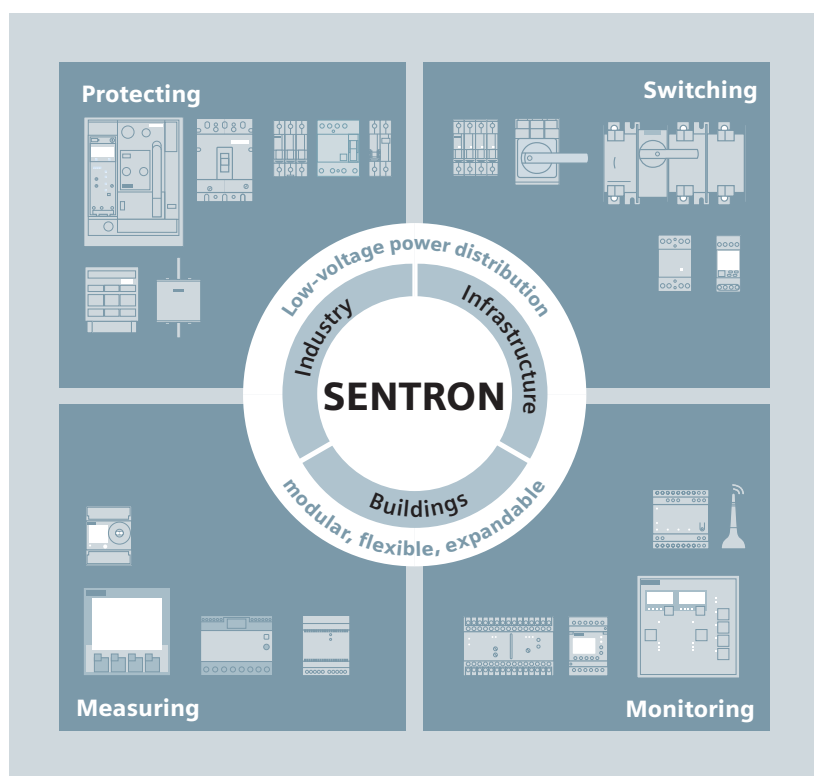 Protecting
Switching
Low-voltage power distribution
Industry
Infrastructure
SENTRON
Buildings
modular, flexible, expandable
Measuring
Monitoring